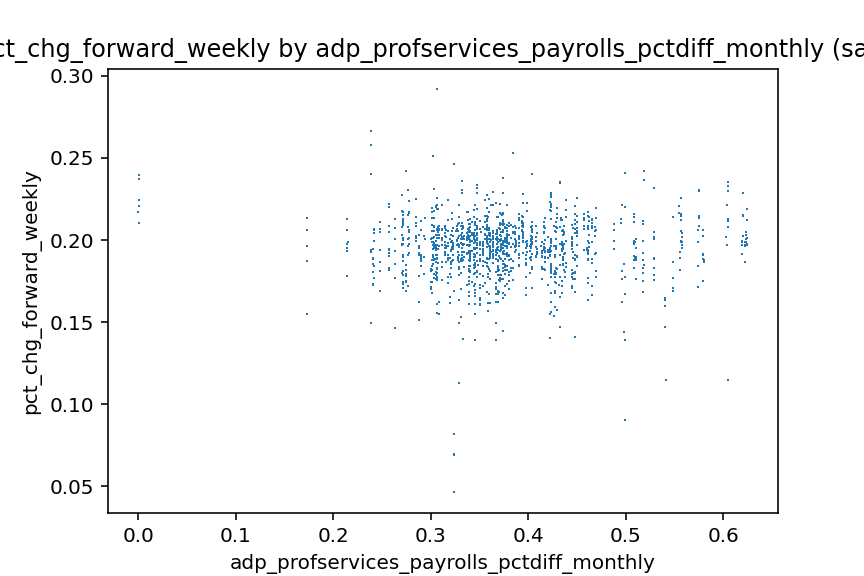 ct_chg_forward_weekly by adp_profservices_payrolls_pctdiff_monthly (sa
0.30
0.25
0.20
0.15
0.10
0.05
pct_chg_forward_weekly
0.0 0.1 0.2 0.3 0.4 0.5 0.6
adp_profservices_payrolls_pctdiff_monthly